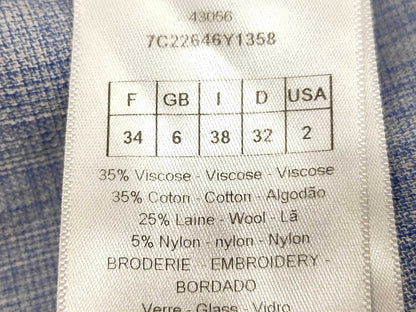 43056
7C22646Y1358
F GB I D USA
34 6 38 32 2
35% Viscose - Viscose - Viscose
35% Coton - Cotton - Algodão
25% Laine - Wool - Lã
5% Nylon - nylon - Nylon
BRODERIE - EMBROIDERY -
BORDADO
Verre - Glass - Vidro